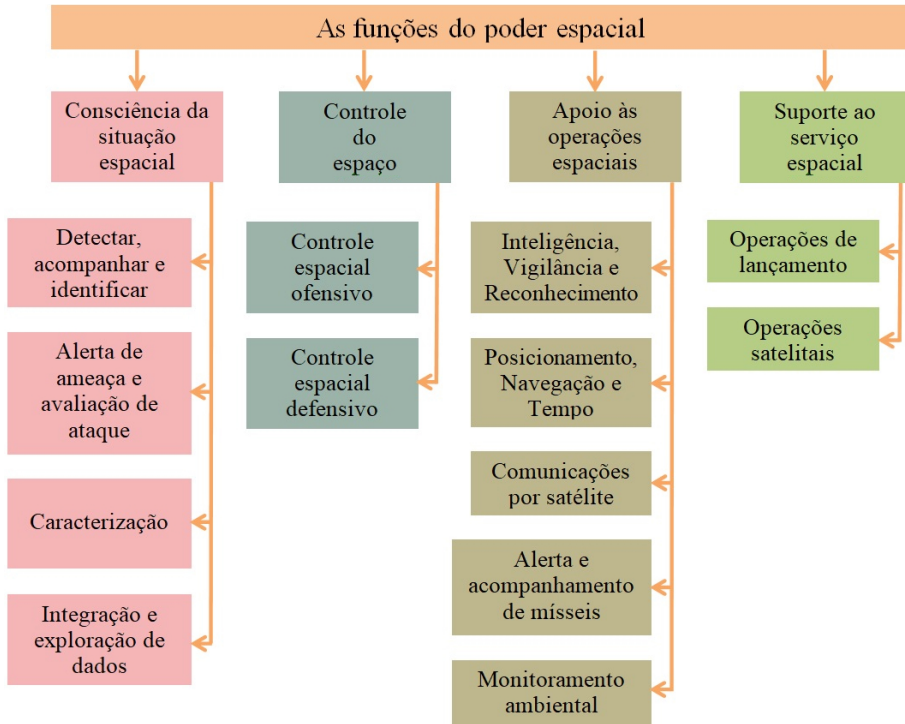 As funções do poder espacial
Consciência da
situação
espacial
Detectar,
acompanhar e
identificar
Alerta de
ameaça e
avaliação de
ataque
Caracterização
Integração e
exploração de
dados
Controle
do
espaço
Controle
espacial
ofensivo
Controle
espacial
defensivo
Apoio às
operações
espaciais
Inteligência,
Vigilância e
Reconhecimento
Posicionamento,
Navegação e
Tempo
Comunicações
por satélite
Alerta e
acompanhamento
de mísseis
Monitoramento
ambiental
Suporte ao
serviço
espacial
Operações de
lançamento
Operações
satelitais